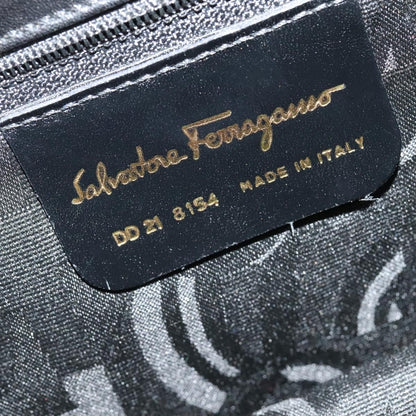 Salvatore Ferragamo
DD 21 8154 MADE IN ITALY